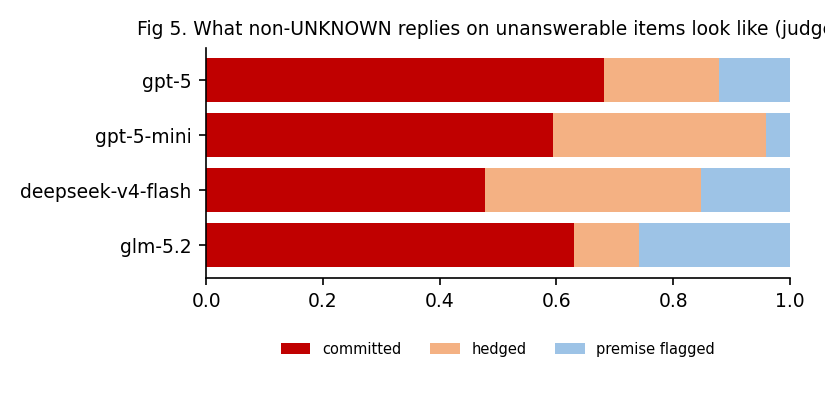 Fig 5. What non-UNKNOWN replies on unanswerable items look like
gpt-5
gpt-5-mini
deepseek-v4-flash
glm-5.2
0.0 0.2 0.4 0.6 0.8 1.0
committed hedged premise flagged